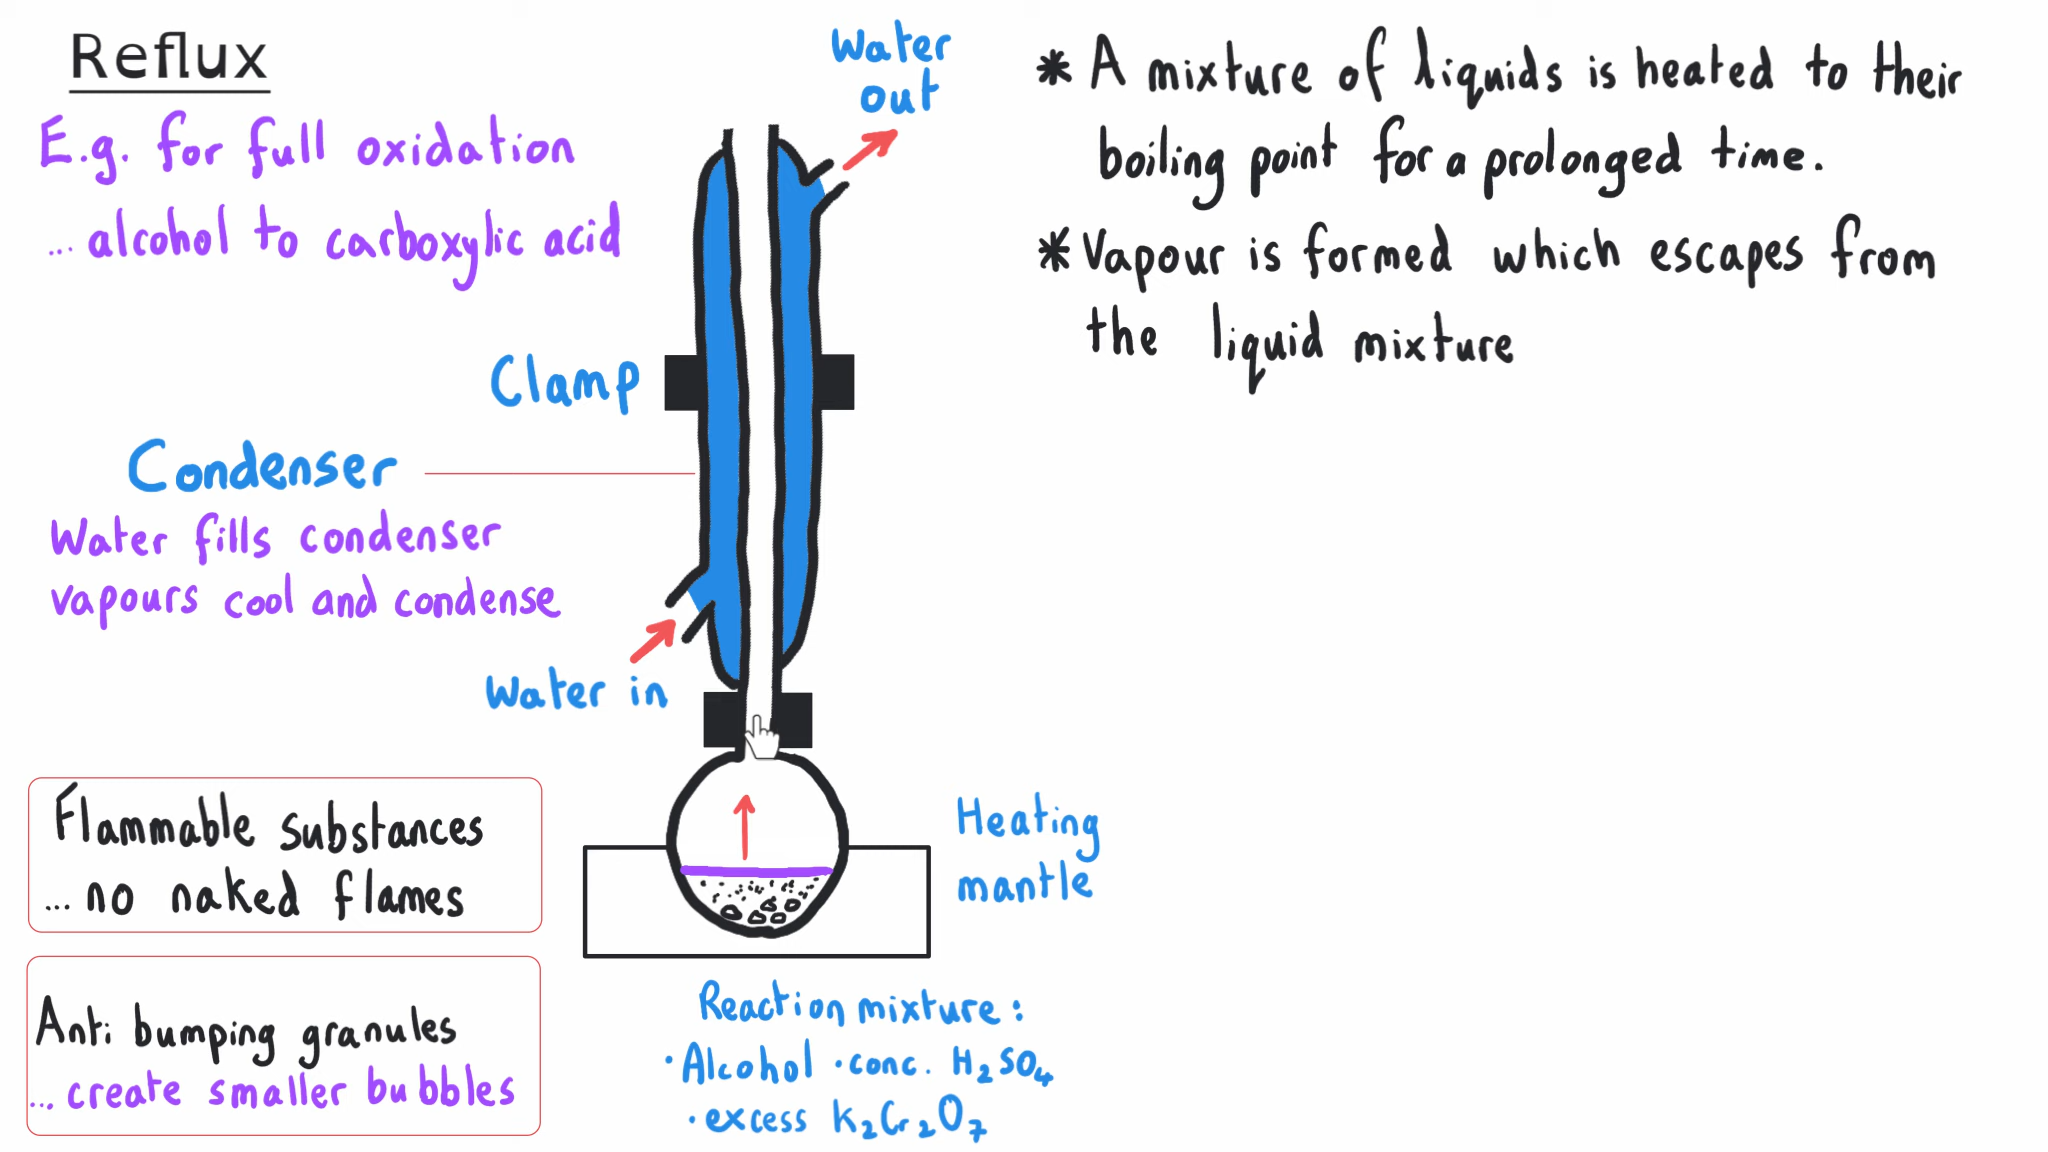 Reflux
E.g. for full oxidation
... alcohol to carboxylic acid
Water
out
* A mixture of liquids is heated to their
boiling point for a prolonged time.
* Vapour is formed which escapes from
the liquid mixture
Clamp
Condenser
Water fills condenser
vapours cool and condense
Water in
Flammable substances
... no naked flames
Anti bumping granules
... create smaller bubbles
Heating
mantle
Reaction mixture:
· Alcohol · conc. H₂SO₄
· excess K₂Cr₂O₇